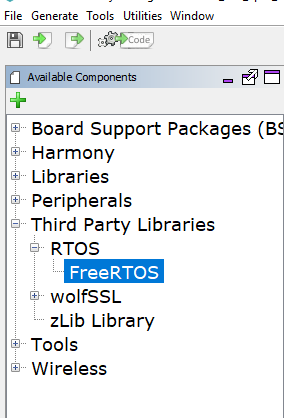 File Generate Tools Utilities Window
Code
Available Components
Board Support Packages (BS
Harmony
Libraries
Peripherals
Third Party Libraries
RTOS
FreeRTOS
wolfSSL
zLib Library
Tools
Wireless